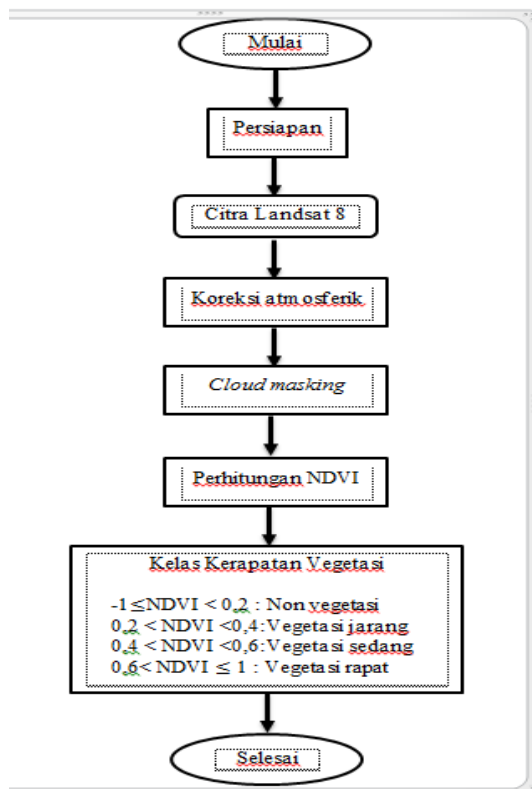 Mulai
Persiapan
Citra Landsat 8
Koreksi atmosferik
Cloud masking
Perhitungan NDVI
Kelas Kerapatan Vegetasi
-1 ≤NDVI < 0,2 : Non vegetasi
0,2 < NDVI <0,4:Vegetasi jarang
0,4 < NDVI <0,6:Vegetasi sedang
0,6< NDVI ≤ 1 : Vegetasi rapat
Selesai